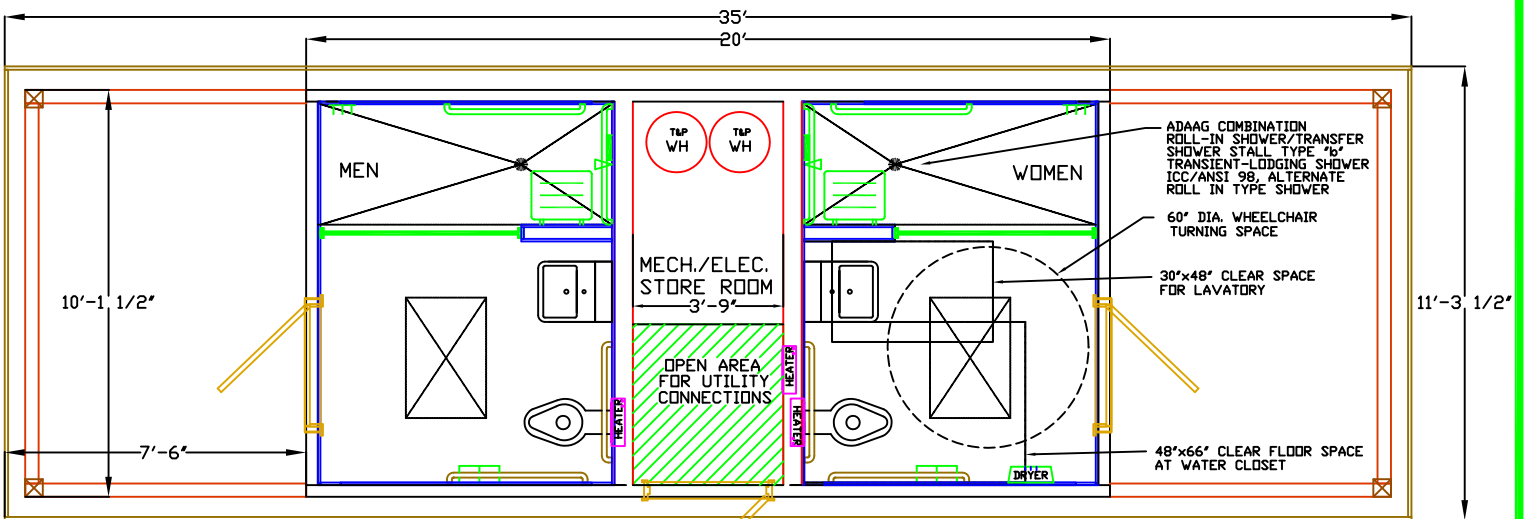 35'
20'
T&P
WH
T&P
WH
MEN
WOMEN
ADAAG COMBINATION
ROLL-IN SHOWER/TRANSFER
SHOWER STALL TYPE "b"
TRANSIENT-LODGING SHOWER
ICC/ANSI 98, ALTERNATE
ROLL IN TYPE SHOWER
60" DIA. WHEELCHAIR
TURNING SPACE
MECH./ELEC.
STORE ROOM
3'-9"
30"x48" CLEAR SPACE
FOR LAVATORY
10'-1 1/2"
11'-3 1/2"
OPEN AREA
FOR UTILITY
CONNECTIONS
HEATER
HEATER
HEATER
7'-6"
48"x66" CLEAR FLOOR SPACE
AT WATER CLOSET
DRYER